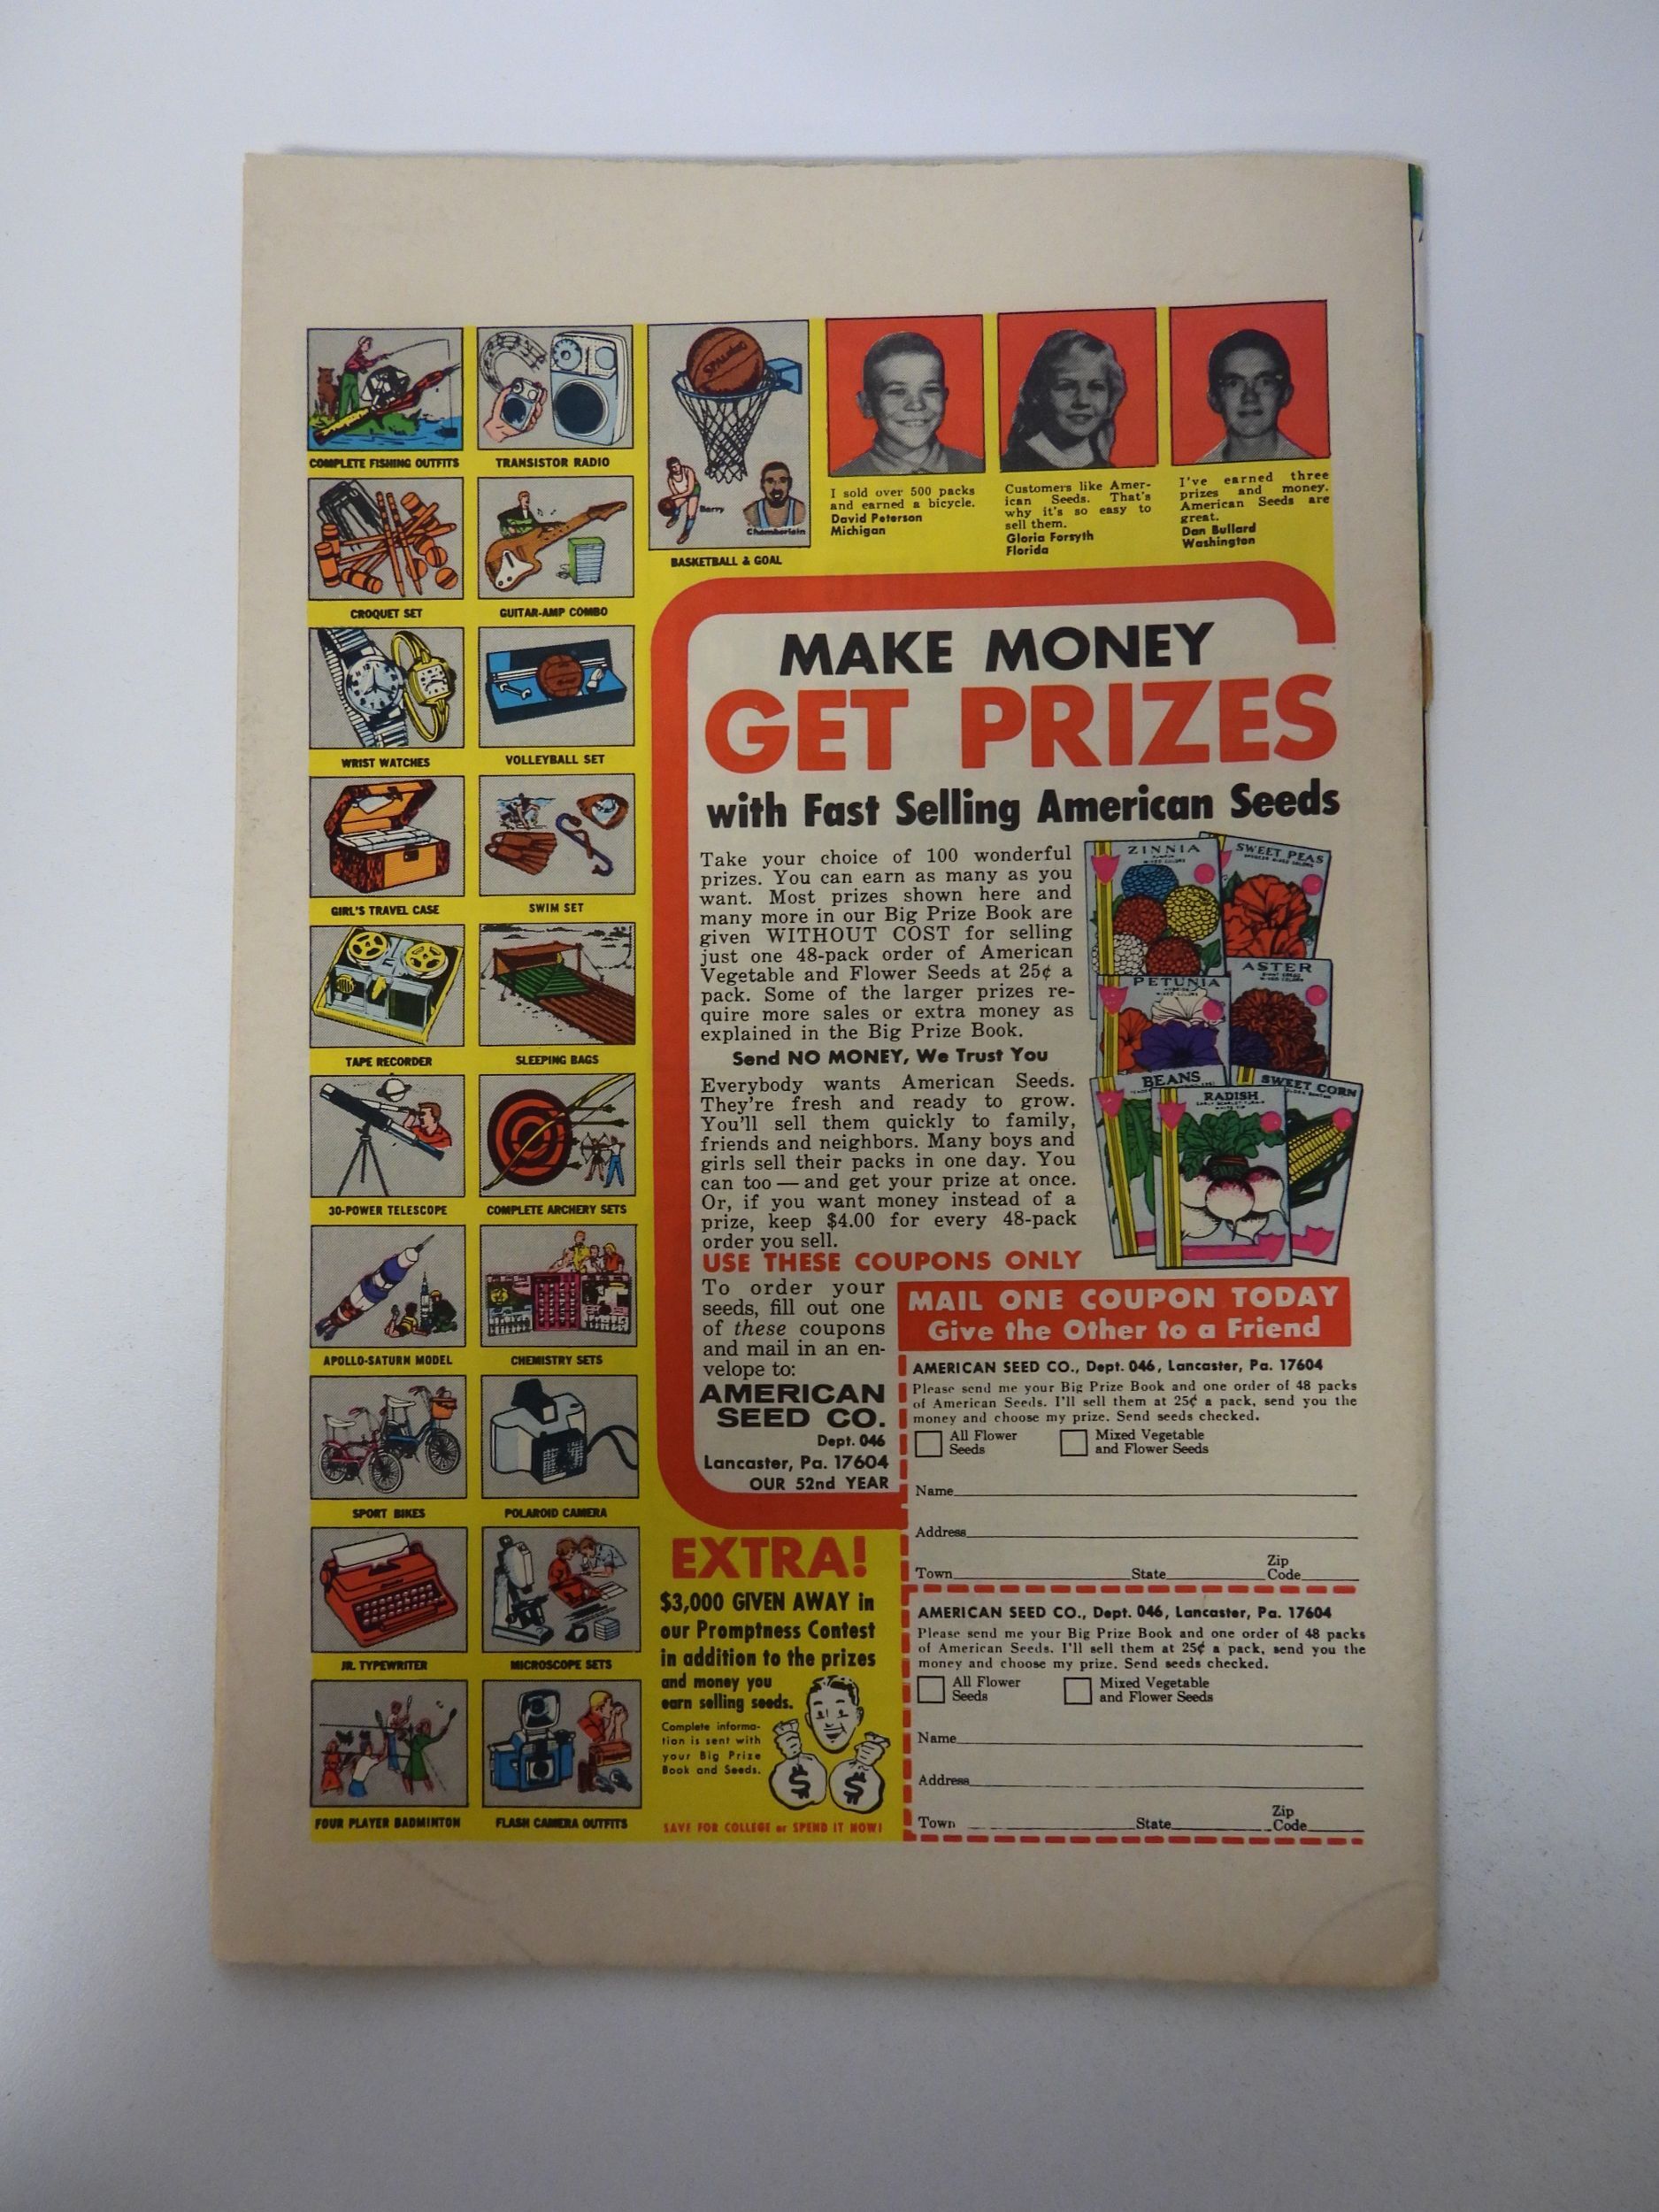 COMPLETE FISHING OUTFITS
TRANSISTOR RADIO
CROQUET SET
GUITAR-AMP COMBO
WRIST WATCHES
VOLLEYBALL SET
GIRL'S TRAVEL CASE
SWIM SET
TAPE RECORDER
SLEEPING BAGS
30-POWER TELESCOPE
COMPLETE ARCHERY SETS
APOLLO-SATURN MODEL
CHEMISTRY SETS
SPORT BIKES
POLAROID CAMERA
JR. TYPEWRITER
MICROSCOPE SETS
FOUR PLAYER BADMINTON
FLASH CAMERA OUTFITS
SPALDING
Barry
Chamberlain
BASKETBALL & GOAL
I sold over 500 packs
and earned a bicycle.
David Peterson
Michigan
Customers like Amer-
ican Seeds. That's
why it's so easy to
sell them.
Gloria Forsyth
Florida
I've earned three
prizes and money.
American Seeds are
great.
Dan Bullard
Washington
MAKE MONEY
GET PRIZES
with Fast Selling American Seeds
Take your choice of 100 wonderful
prizes. You can earn as many as you
want. Most prizes shown here and
many more in our Big Prize Book are
given WITHOUT COST for selling
just one 48-pack order of American
Vegetable and Flower Seeds at 25¢ a
pack. Some of the larger prizes re-
quire more sales or extra money as
explained in the Big Prize Book.
Send NO MONEY, We Trust You
Everybody wants American Seeds.
They're fresh and ready to grow.
You'll sell them quickly to family,
friends and neighbors. Many boys and
girls sell their packs in one day. You
can too — and get your prize at once.
Or, if you want money instead of a
prize, keep $4.00 for every 48-pack
order you sell.
USE THESE COUPONS ONLY
ZINNIA
SWEET PEAS
PETUNIA
ASTER
BEANS
RADISH
SWEET CORN
To order your
seeds, fill out one
of these coupons
and mail in an en-
velope to:
AMERICAN
SEED CO.
Dept. 046
Lancaster, Pa. 17604
OUR 52nd YEAR
MAIL ONE COUPON TODAY
Give the Other to a Friend
AMERICAN SEED CO., Dept. 046, Lancaster, Pa. 17604
Please send me your Big Prize Book and one order of 48 packs
of American Seeds. I'll sell them at 25¢ a pack, send you the
money and choose my prize. Send seeds checked.
All Flower
Seeds
Mixed Vegetable
and Flower Seeds
Name
Address
Town State Zip
Code
AMERICAN SEED CO., Dept. 046, Lancaster, Pa. 17604
Please send me your Big Prize Book and one order of 48 packs
of American Seeds. I'll sell them at 25¢ a pack, send you the
money and choose my prize. Send seeds checked.
All Flower
Seeds
Mixed Vegetable
and Flower Seeds
Name
Address
Town State Zip
Code
EXTRA!
$3,000 GIVEN AWAY in
our Promptness Contest
in addition to the prizes
and money you
earn selling seeds.
Complete informa-
tion is sent with
your Big Prize
Book and Seeds.
$ $
SAVE FOR COLLEGE or SPEND IT NOW!